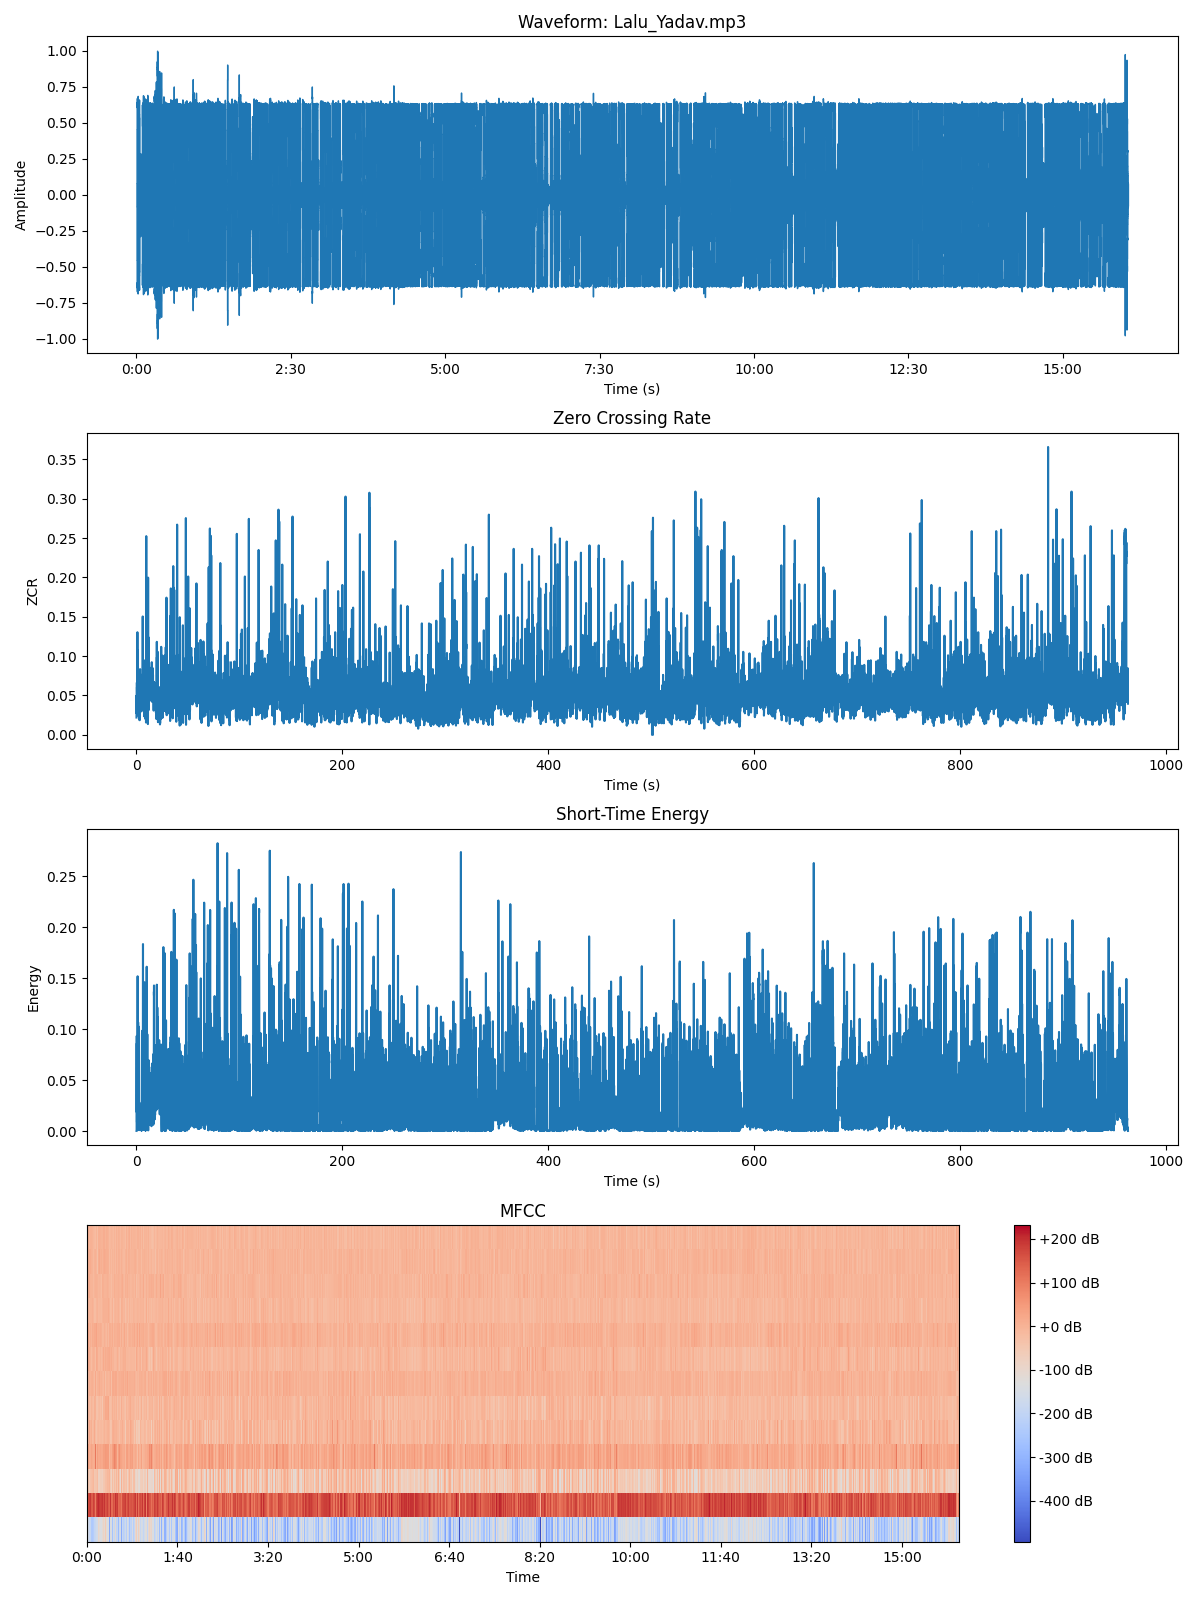 Waveform: Lalu_Yadav.mp3
1.00
0.75
0.50
0.25
0.00
−0.25
−0.50
−0.75
−1.00
Amplitude
0:00 2:30 5:00 7:30 10:00 12:30 15:00
Time (s)
Zero Crossing Rate
0.35
0.30
0.25
0.20
0.15
0.10
0.05
0.00
ZCR
0 200 400 600 800 1000
Time (s)
Short-Time Energy
0.25
0.20
0.15
0.10
0.05
0.00
Energy
0 200 400 600 800 1000
Time (s)
MFCC
+200 dB
+100 dB
+0 dB
-100 dB
-200 dB
-300 dB
-400 dB
0:00 1:40 3:20 5:00 6:40 8:20 10:00 11:40 13:20 15:00
Time